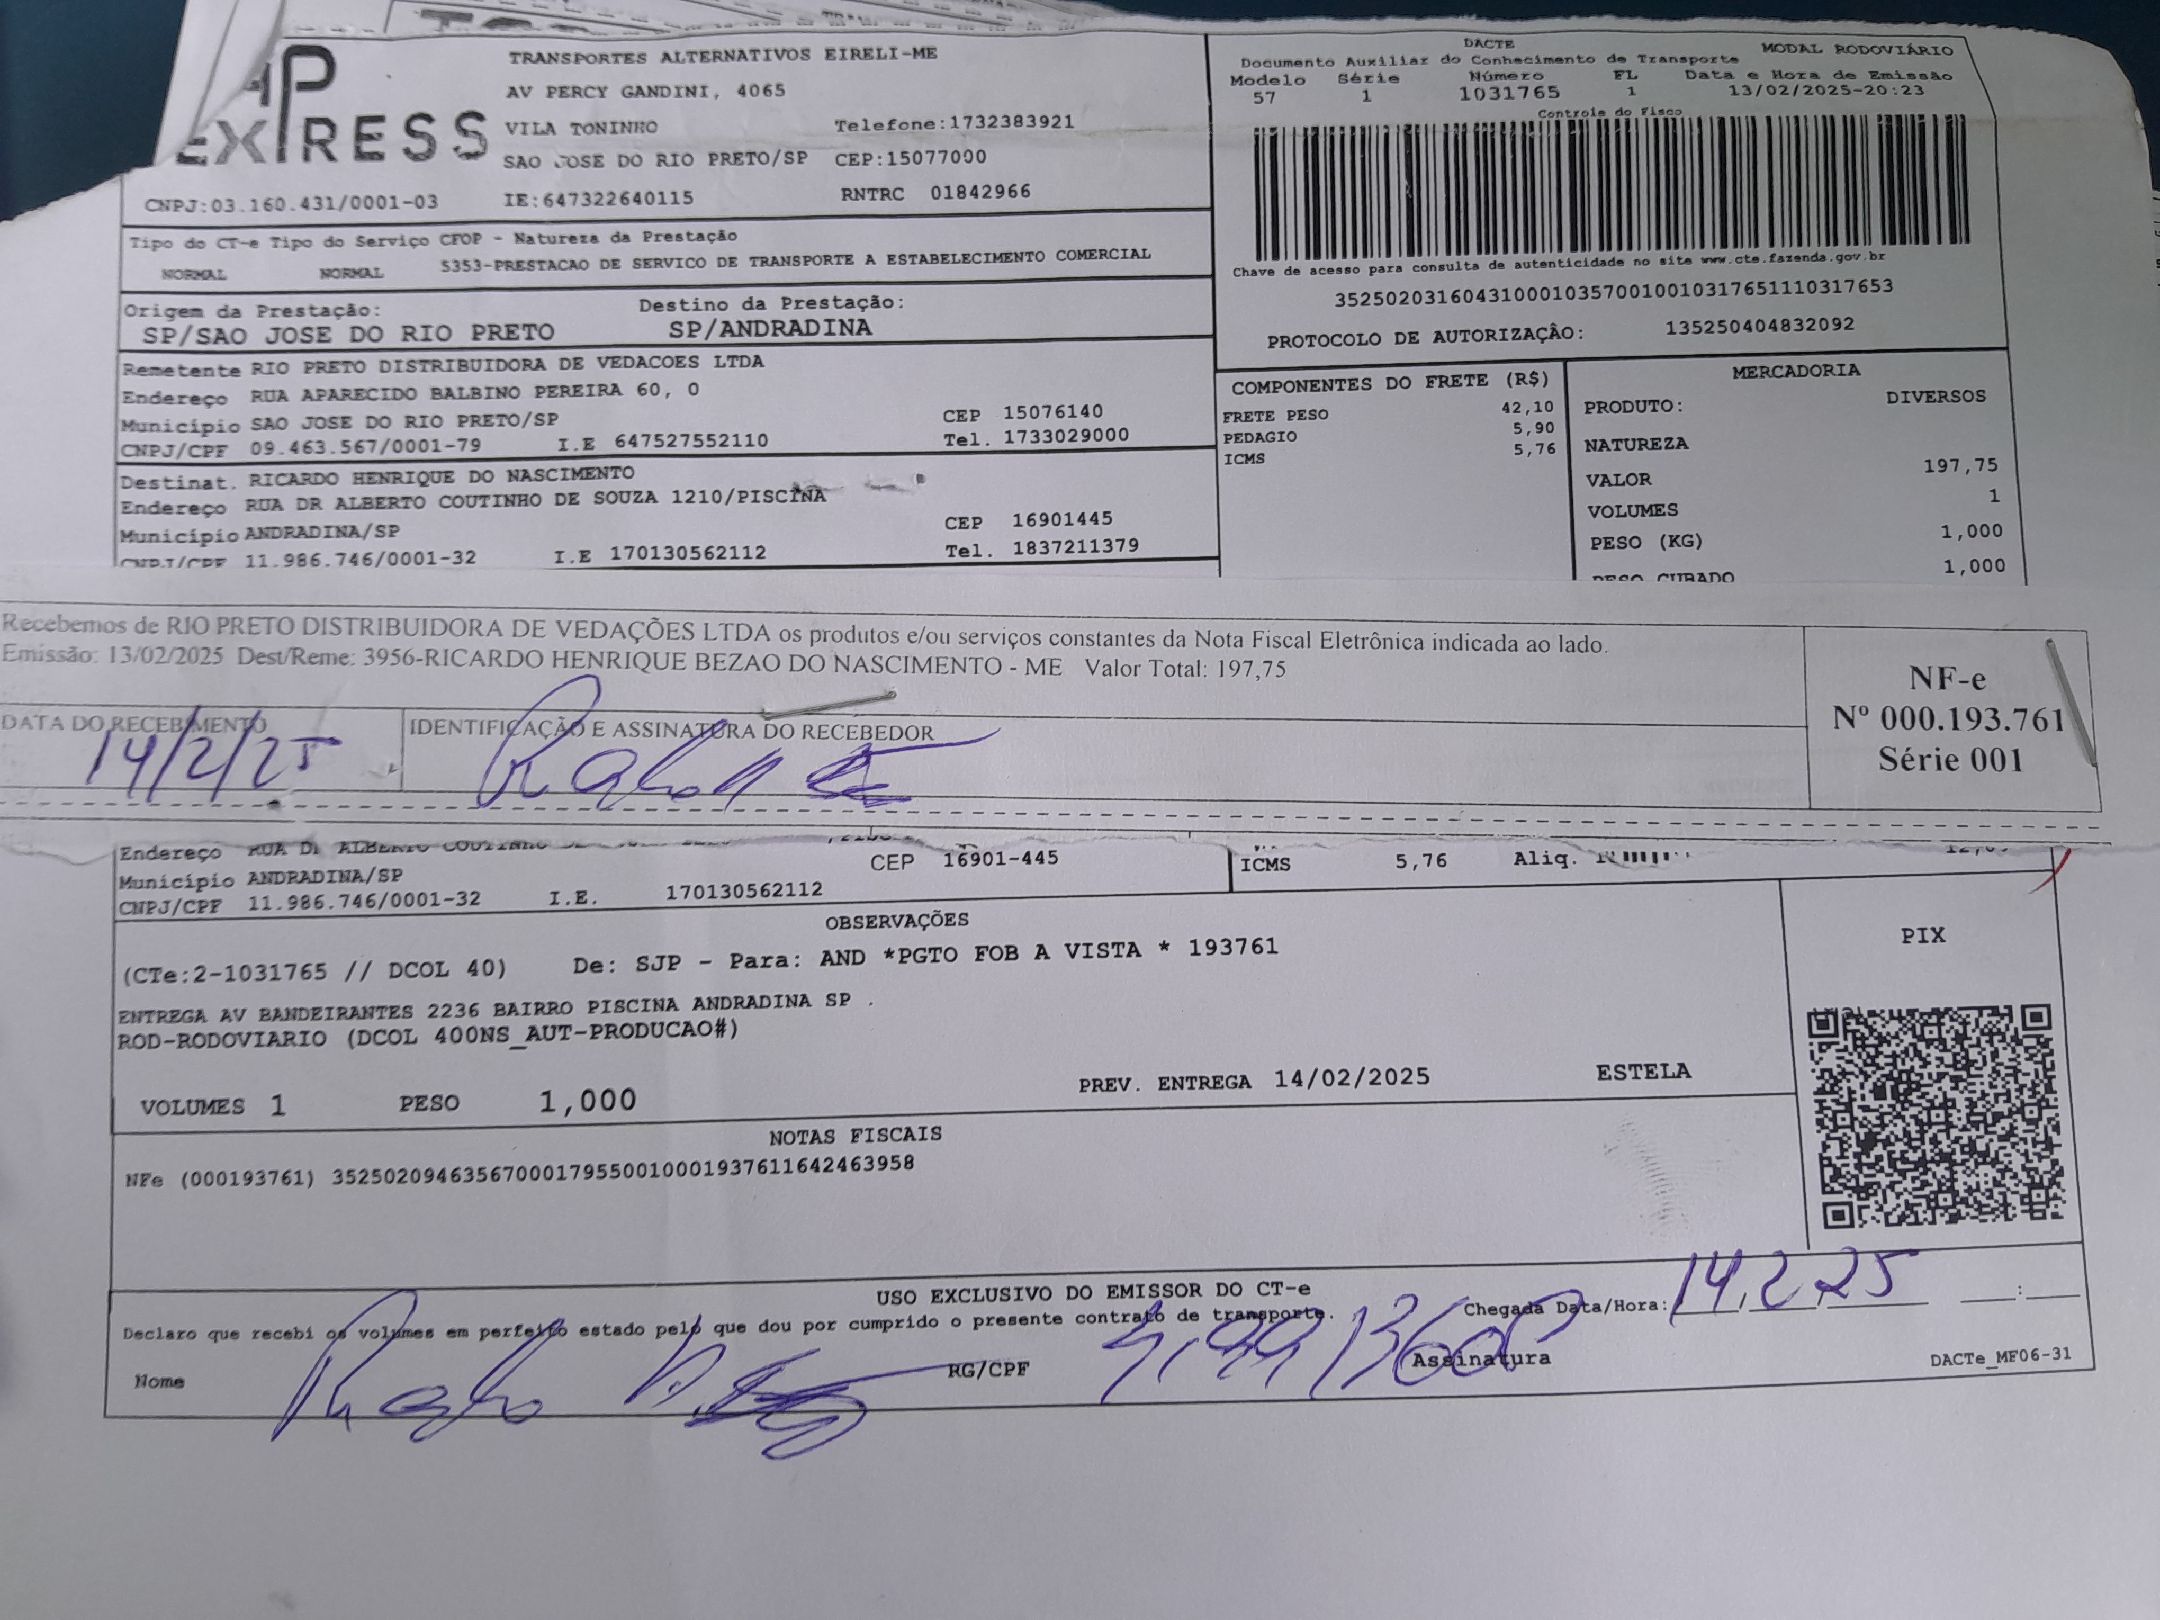 AP
EXPRESS
TRANSPORTES ALTERNATIVOS EIRELI-ME
AV PERCY GANDINI, 4065
VILA TONINHO Telefone:1732383921
SAO JOSE DO RIO PRETO/SP CEP:15077000
CNPJ:03.160.431/0001-03 IE:647322640115 RNTRC 01842966
DACTE MODAL RODOVIÁRIO
Documento Auxiliar do Conhecimento de Transporte
Modelo Série Número FL Data e Hora de Emissão
57 1 1031765 1 13/02/2025-20:23
Controle do Fisco
Chave de acesso para consulta de autenticidade no site www.cte.fazenda.gov.br
35250203160431000103570010010317651110317653
PROTOCOLO DE AUTORIZAÇÂO: 135250404832092
Tipo do CT-e Tipo do Serviço CFOP - Natureza da Prestação
NORMAL NORMAL 5353-PRESTACAO DE SERVICO DE TRANSPORTE A ESTABELECIMENTO COMERCIAL
Origem da Prestação: Destino da Prestação:
SP/SAO JOSE DO RIO PRETO SP/ANDRADINA
Remetente RIO PRETO DISTRIBUIDORA DE VEDACOES LTDA
Endereço RUA APARECIDO BALBINO PEREIRA 60, 0
Município SAO JOSE DO RIO PRETO/SP CEP 15076140
CNPJ/CPF 09.463.567/0001-79 I.E 647527552110 Tel. 1733029000
Destinat. RICARDO HENRIQUE DO NASCIMENTO
Endereço RUA DR ALBERTO COUTINHO DE SOUZA 1210/PISCINA
Município ANDRADINA/SP CEP 16901445
CNPJ/CPF 11.986.746/0001-32 I.E 170130562112 Tel. 1837211379
COMPONENTES DO FRETE (R$)
FRETE PESO 42,10
PEDAGIO 5,90
ICMS 5,76
MERCADORIA
PRODUTO: DIVERSOS
NATUREZA
VALOR 197,75
VOLUMES 1
PESO (KG) 1,000
PESO CUBADO 1,000
Recebemos de RIO PRETO DISTRIBUIDORA DE VEDAÇÕES LTDA os produtos e/ou serviços constantes da Nota Fiscal Eletrônica indicada ao lado.
Emissão: 13/02/2025 Dest/Reme: 3956-RICARDO HENRIQUE BEZAO DO NASCIMENTO - ME Valor Total: 197,75
DATA DO RECEBIMENTO IDENTIFICAÇÃO E ASSINATURA DO RECEBEDOR
14/2/25
NF-e
Nº 000.193.761
Série 001
Endereço RUA DR ALBERTO COUTINHO
Município ANDRADINA/SP CEP 16901-445
CNPJ/CPF 11.986.746/0001-32 I.E. 170130562112
ICMS 5,76 Aliq.
OBSERVAÇÕES
(CTe:2-1031765 // DCOL 40) De: SJP - Para: AND *PGTO FOB A VISTA * 193761
ENTREGA AV BANDEIRANTES 2236 BAIRRO PISCINA ANDRADINA SP .
ROD-RODOVIARIO (DCOL 400NS_AUT-PRODUCAO#)
VOLUMES 1 PESO 1,000 PREV. ENTREGA 14/02/2025 ESTELA
PIX
NOTAS FISCAIS
NFe (000193761) 35250209463567000179550010001937611642463958
USO EXCLUSIVO DO EMISSOR DO CT-e
Declaro que recebi os volumes em perfeito estado pelo que dou por cumprido o presente contrato de transporte. Chegada Data/Hora: 14/2/25 :
Nome RG/CPF Assinatura DACTe_MF06-31